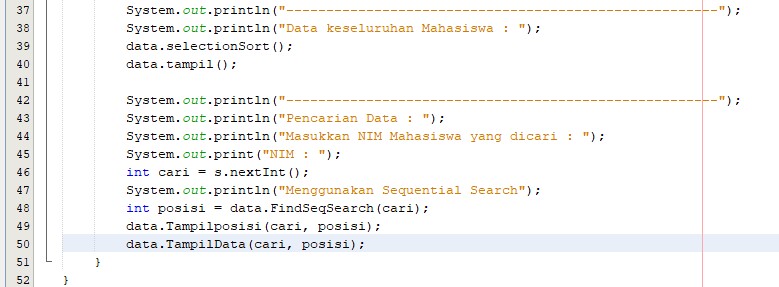 37 System.out.println("------------------------------------------------------");
38 System.out.println("Data keseluruhan Mahasiswa : ");
39 data.selectionSort();
40 data.tampil();
41
42 System.out.println("------------------------------------------------------");
43 System.out.println("Pencarian Data : ");
44 System.out.println("Masukkan NIM Mahasiswa yang dicari : ");
45 System.out.print("NIM : ");
46 int cari = s.nextInt();
47 System.out.println("Menggunakan Sequential Search");
48 int posisi = data.FindSeqSearch(cari);
49 data.Tampilposisi(cari, posisi);
50 data.TampilData(cari, posisi);
51 }
52 }